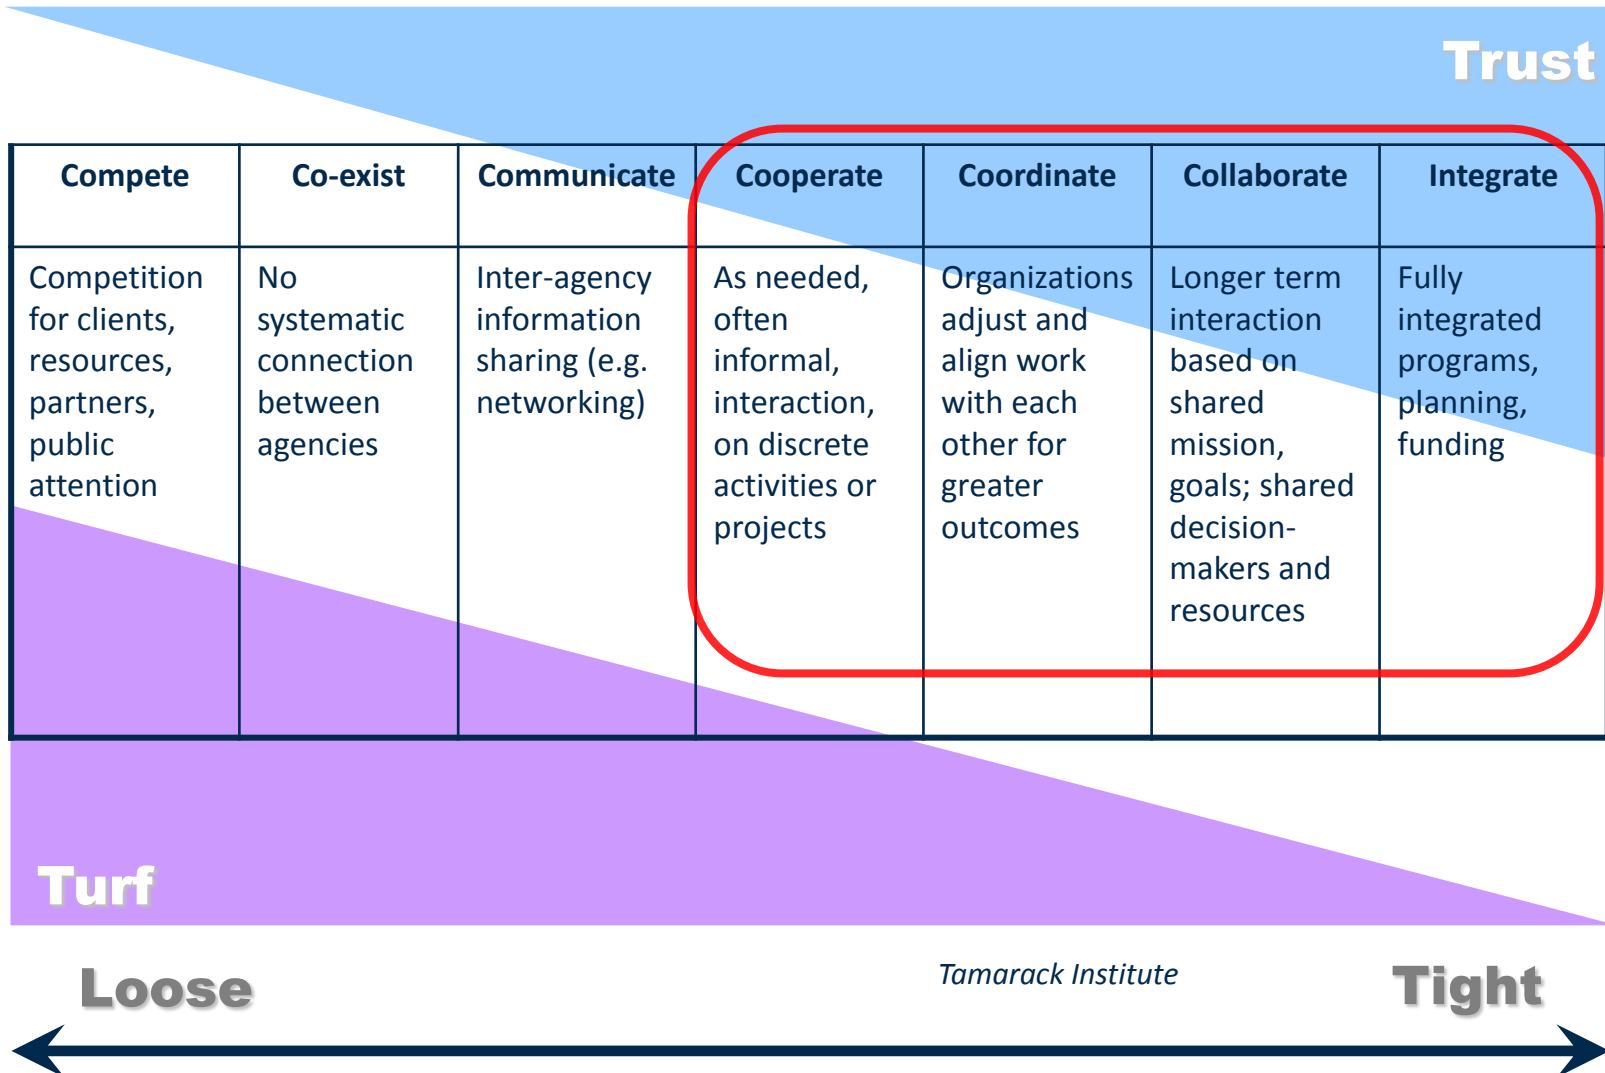 Trust
Compete
Co-exist
Communicate
Cooperate
Coordinate
Collaborate
Integrate
Competition
for clients,
resources,
partners,
public
attention
No
systematic
connection
between
agencies
Inter-agency
information
sharing (e.g.
networking)
As needed,
often
informal,
interaction,
on discrete
activities or
projects
Organizations
adjust and
align work
with each
other for
greater
outcomes
Longer term
interaction
based on
shared
mission,
goals; shared
decision-
makers and
resources
Fully
integrated
programs,
planning,
funding
Turf
Loose
Tamarack Institute
Tight